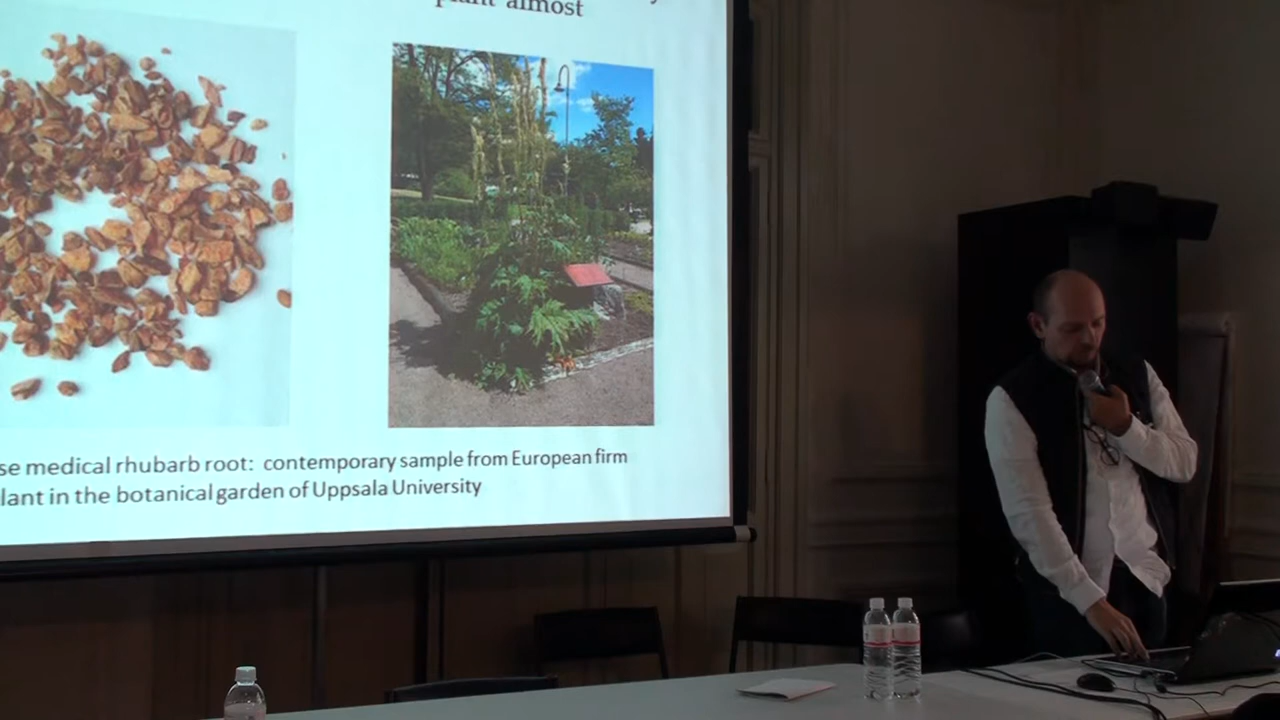 plant almost
se medical rhubarb root: contemporary sample from European firm
lant in the botanical garden of Uppsala University